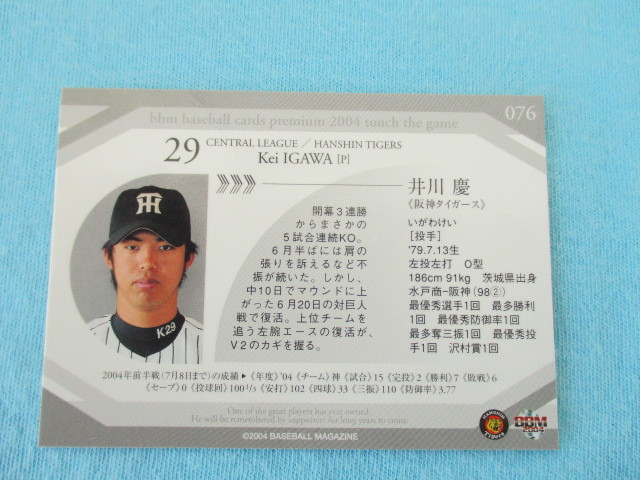 bbm baseball cards premium 2004 touch the game
076
29
CENTRAL LEAGUE / HANSHIN TIGERS
Kei IGAWA [P]
井川 慶
《阪神タイガース》
いがわけい
[投手]
'79.7.13生
左投左打 O型
186cm 91kg 茨城県出身
水戸商-阪神(98②)
最優秀選手1回 最多勝利
1回 最優秀防御率1回
最多奪三振1回 最優秀投
手1回 沢村賞1回
開幕3連勝
からまさかの
5試合連続KO。
6月半ばには肩の
張りを訴えるなど不
振が続いた。しかし、
中10日でマウンドに上
がった6月20日の対巨人
戦で復活。上位チームを
追う左腕エースの復活が、
V2のカギを握る。
K29
2004年前半戦(7月8日まで)の成績▶《年度》'04《チーム》神《試合》15《完投》2《勝利》7《敗戦》6
《セーブ》0《投球回》100 1/3《安打》102《四球》33《三振》110《防御率》3.77
One of the great players has ever owned.
He will be remembered by supporters for long years to come.
©2004 BASEBALL MAGAZINE
HANSHIN
Tigers
BBM
2004